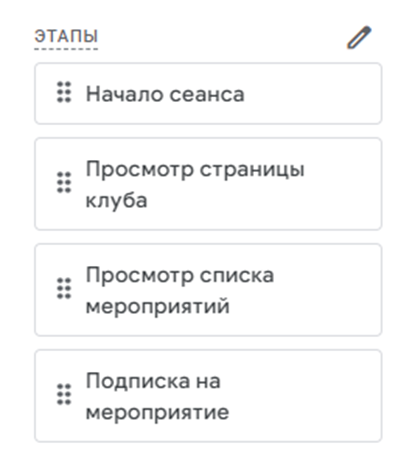 ЭТАПЫ
Начало сеанса
Просмотр страницы
клуба
Просмотр списка
мероприятий
Подписка на
мероприятие